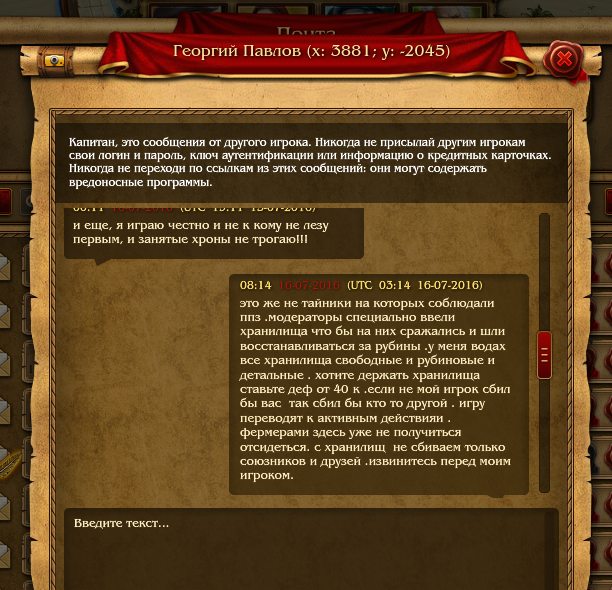 Почта
Георгий Павлов (x: 3881; y: -2045)
Капитан, это сообщения от другого игрока. Никогда не присылай другим игрокам
свои логин и пароль, ключ аутентификации или информацию о кредитных карточках.
Никогда не переходи по ссылкам из этих сообщений: они могут содержать
вредоносные программы.
и еще, я играю честно и не к кому не лезу
первым, и занятые хроны не трогаю!!!
08:14 16-07-2016 (UTC 03:14 16-07-2016)
это же не тайники на которых соблюдали
ппз .модераторы специально ввели
хранилища что бы на них сражались и шли
восстанавливаться за рубины .у меня водах
все хранилища свободные и рубиновые и
детальные . хотите держать хранилища
ставьте деф от 40 к .если не мой игрок сбил
бы вас так сбил бы кто то другой . игру
переводят к активным действияи .
фермерами здесь уже не получиться
отсидеться. с хранилищ не сбиваем только
союзников и друзей .извинитесь перед моим
игроком.
Введите текст...